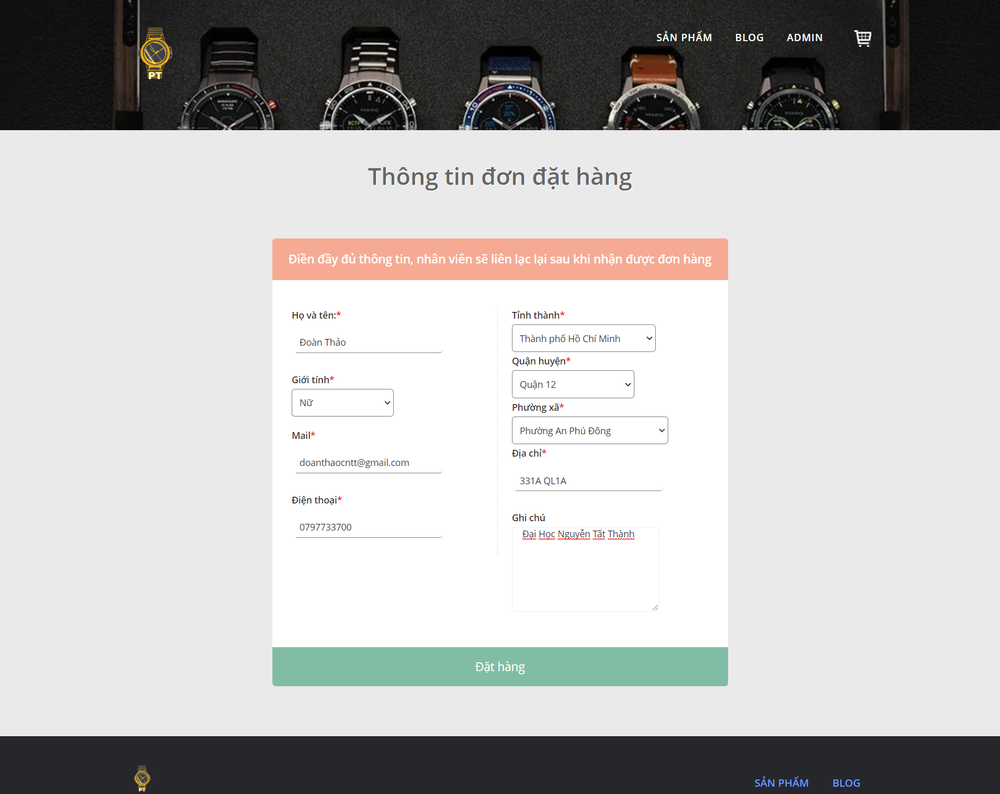 PT
SẢN PHẨM BLOG ADMIN
MARQ
MARQ
MARQ
MARQ
Thông tin đơn đặt hàng
Điền đầy đủ thông tin, nhân viên sẽ liên lạc lại sau khi nhận được đơn hàng
Họ và tên:*
Đoàn Thảo
Giới tính*
Nữ
Mail*
doanthaocntt@gmail.com
Điện thoại*
0797733700
Tỉnh thành*
Thành phố Hồ Chí Minh
Quận huyện*
Quận 12
Phường xã*
Phường An Phú Đông
Địa chỉ*
331A QL1A
Ghi chú
Đại Học Nguyễn Tất Thành
Đặt hàng
PT
SẢN PHẨM BLOG